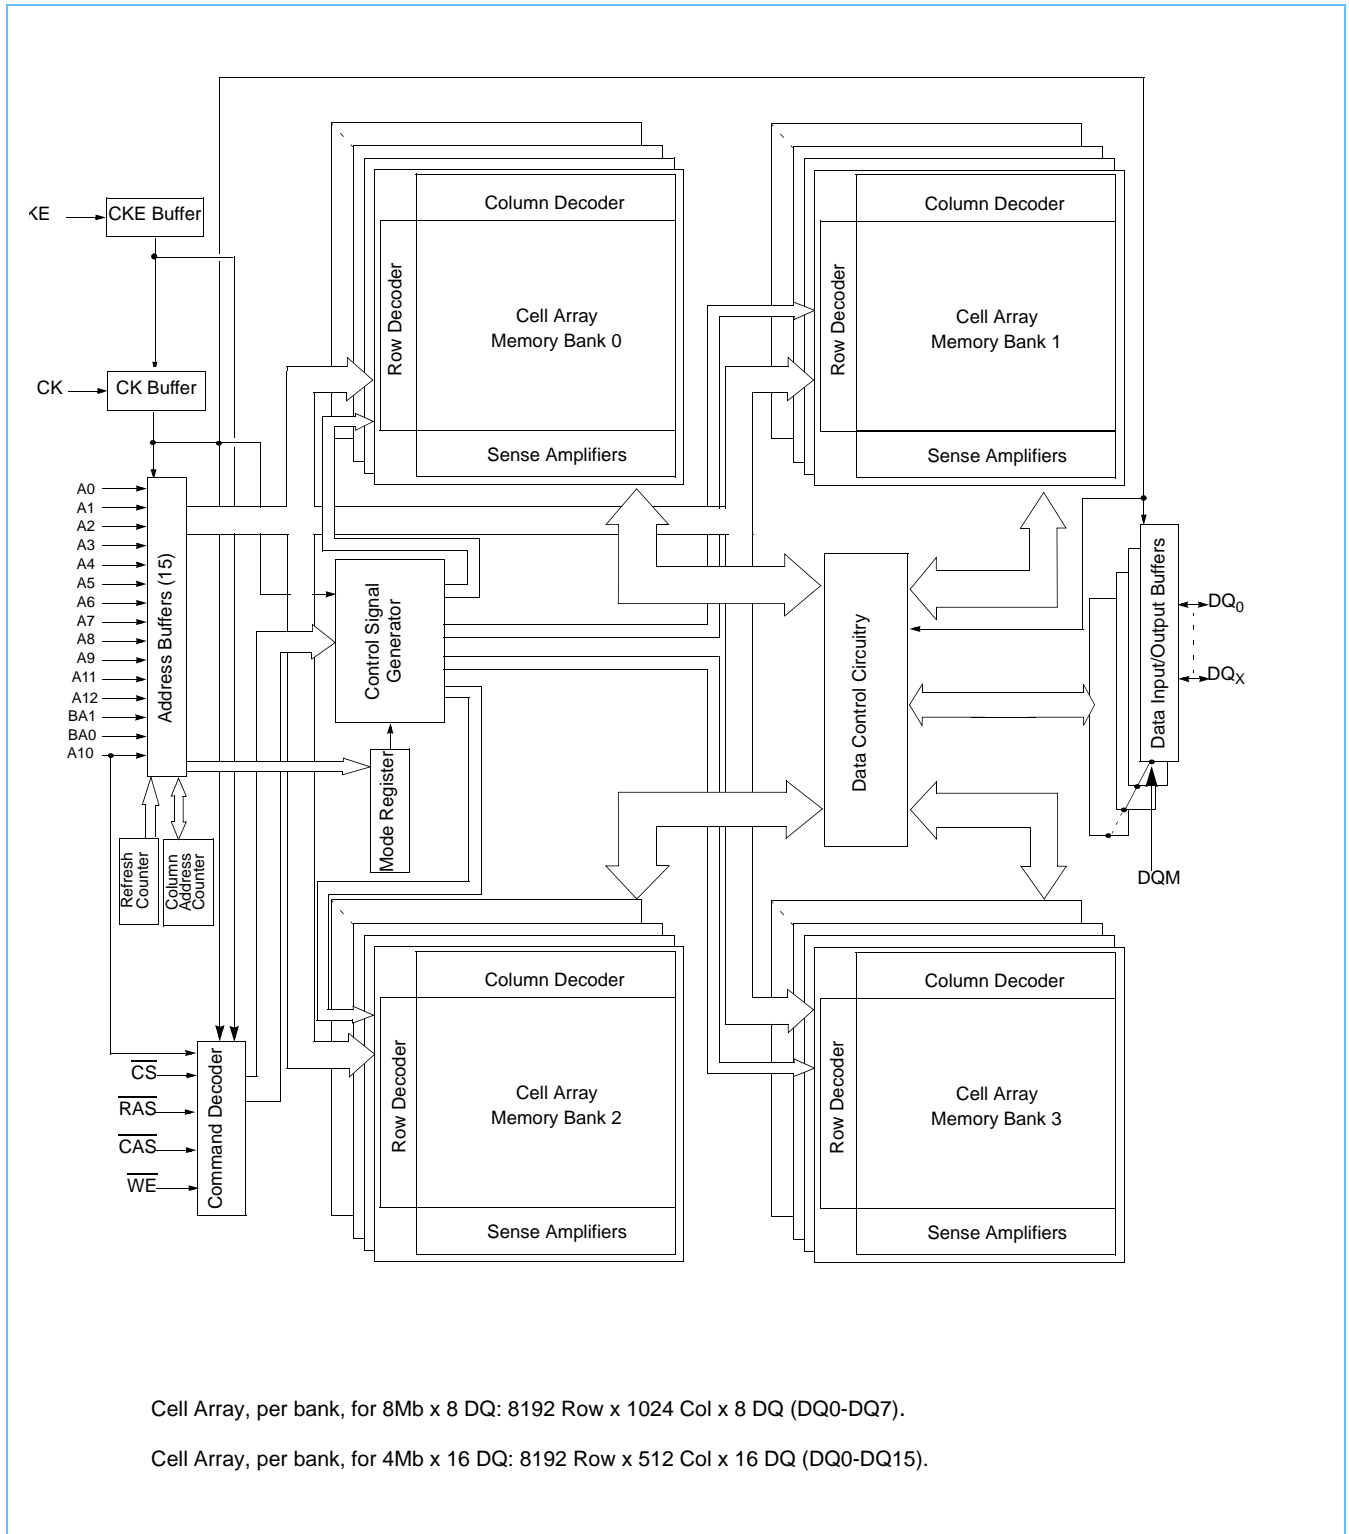 Column Decoder
Row Decoder
Cell Array
Memory Bank 0
Sense Amplifiers
Column Decoder
Row Decoder
Cell Array
Memory Bank 1
Sense Amplifiers
KE
CKE Buffer
CK
CK Buffer
A0
A1
A2
A3
A4
A5
A6
A7
A8
A9
A11
A12
BA1
BA0
A10
Address Buffers (15)
Refresh
Counter
Column
Address
Counter
Control Signal
Generator
Mode Register
Data Control Circuitry
Data Input/Output Buffers
DQ0
DQX
DQM
CS
RAS
CAS
WE
Command Decoder
Column Decoder
Row Decoder
Cell Array
Memory Bank 2
Sense Amplifiers
Column Decoder
Row Decoder
Cell Array
Memory Bank 3
Sense Amplifiers
Cell Array, per bank, for 8Mb x 8 DQ: 8192 Row x 1024 Col x 8 DQ (DQ0-DQ7).
Cell Array, per bank, for 4Mb x 16 DQ: 8192 Row x 512 Col x 16 DQ (DQ0-DQ15).